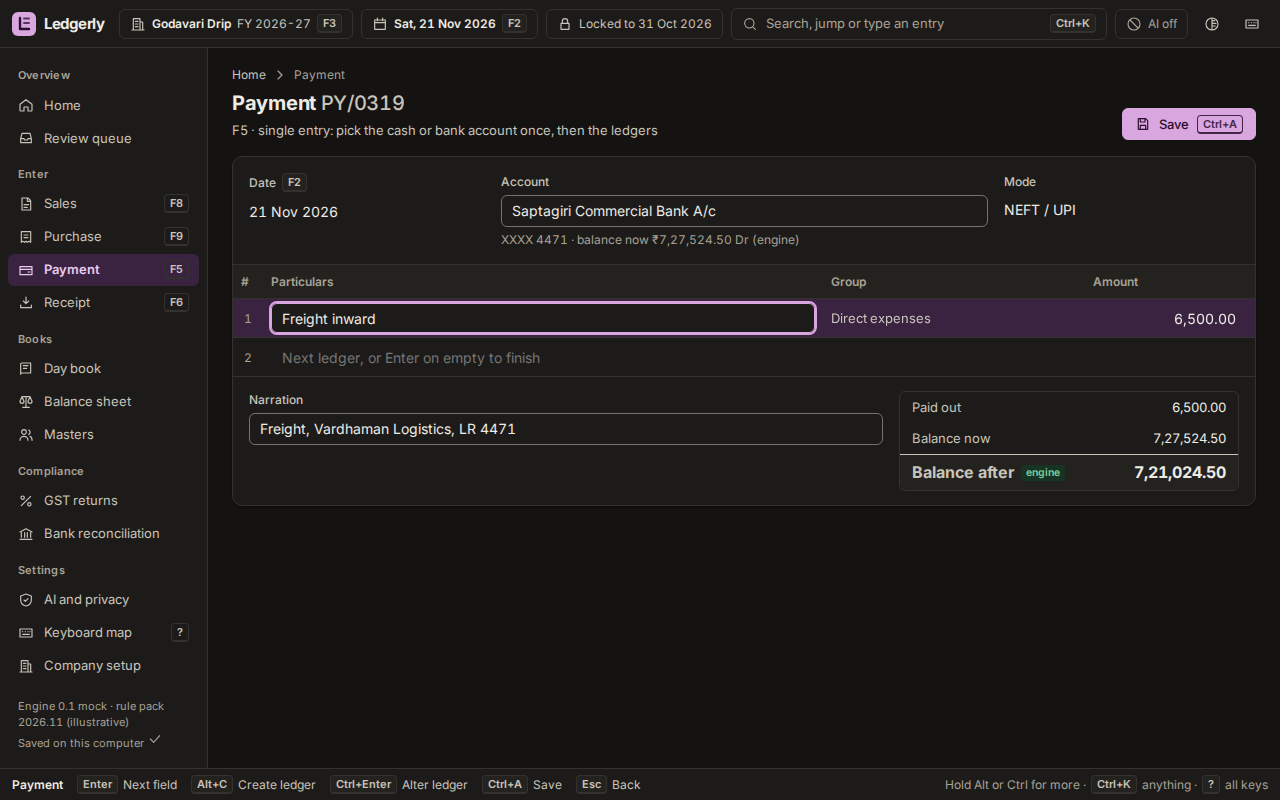 Ledgerly
Godavari Drip FY 2026-27 F3
Sat, 21 Nov 2026 F2
Locked to 31 Oct 2026
Search, jump or type an entry Ctrl+K
AI off
Overview
Home
Review queue
Enter
Sales F8
Purchase F9
Payment F5
Receipt F6
Books
Day book
Balance sheet
Masters
Compliance
GST returns
Bank reconciliation
Settings
AI and privacy
Keyboard map ?
Company setup
Engine 0.1 mock · rule pack
2026.11 (illustrative)
Saved on this computer
Home > Payment
Payment PY/0319
F5 · single entry: pick the cash or bank account once, then the ledgers
Save Ctrl+A
Date F2
21 Nov 2026
Account
Saptagiri Commercial Bank A/c
XXXX 4471 · balance now ₹7,27,524.50 Dr (engine)
Mode
NEFT / UPI
# Particulars Group Amount
1 Freight inward Direct expenses 6,500.00
2 Next ledger, or Enter on empty to finish
Narration
Freight, Vardhaman Logistics, LR 4471
Paid out 6,500.00
Balance now 7,27,524.50
Balance after engine 7,21,024.50
Payment Enter Next field Alt+C Create ledger Ctrl+Enter Alter ledger Ctrl+A Save Esc Back
Hold Alt or Ctrl for more · Ctrl+K anything · ? all keys